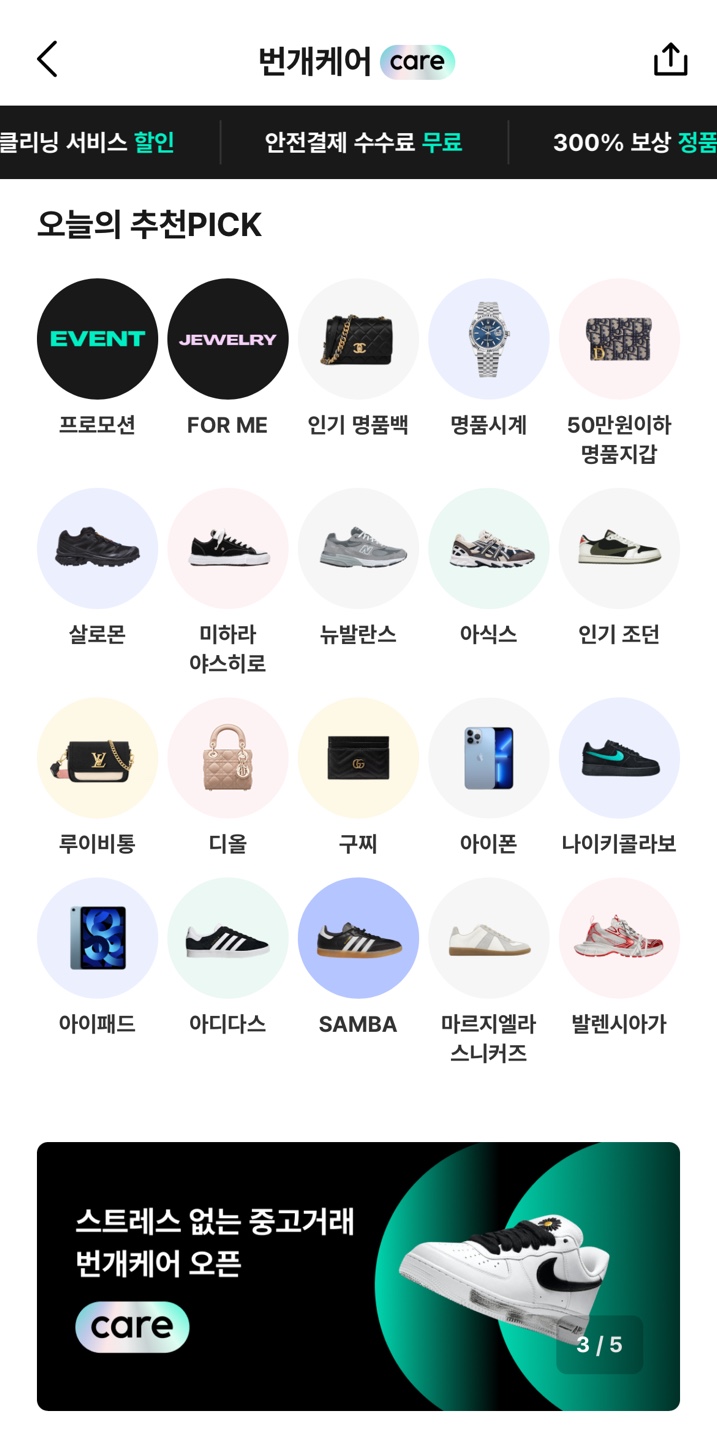 번개케어 care
클리닝 서비스 할인 안전결제 수수료 무료 300% 보상 정품
오늘의 추천PICK
EVENT JEWELRY
프로모션 FOR ME 인기 명품백 명품시계 50만원이하
명품지갑
살로몬 미하라 뉴발란스 아식스 인기 조던
야스히로
루이비통 디올 구찌 아이폰 나이키콜라보
아이패드 아디다스 SAMBA 마르지엘라 발렌시아가
스니커즈
스트레스 없는 중고거래
번개케어 오픈
care
3 / 5